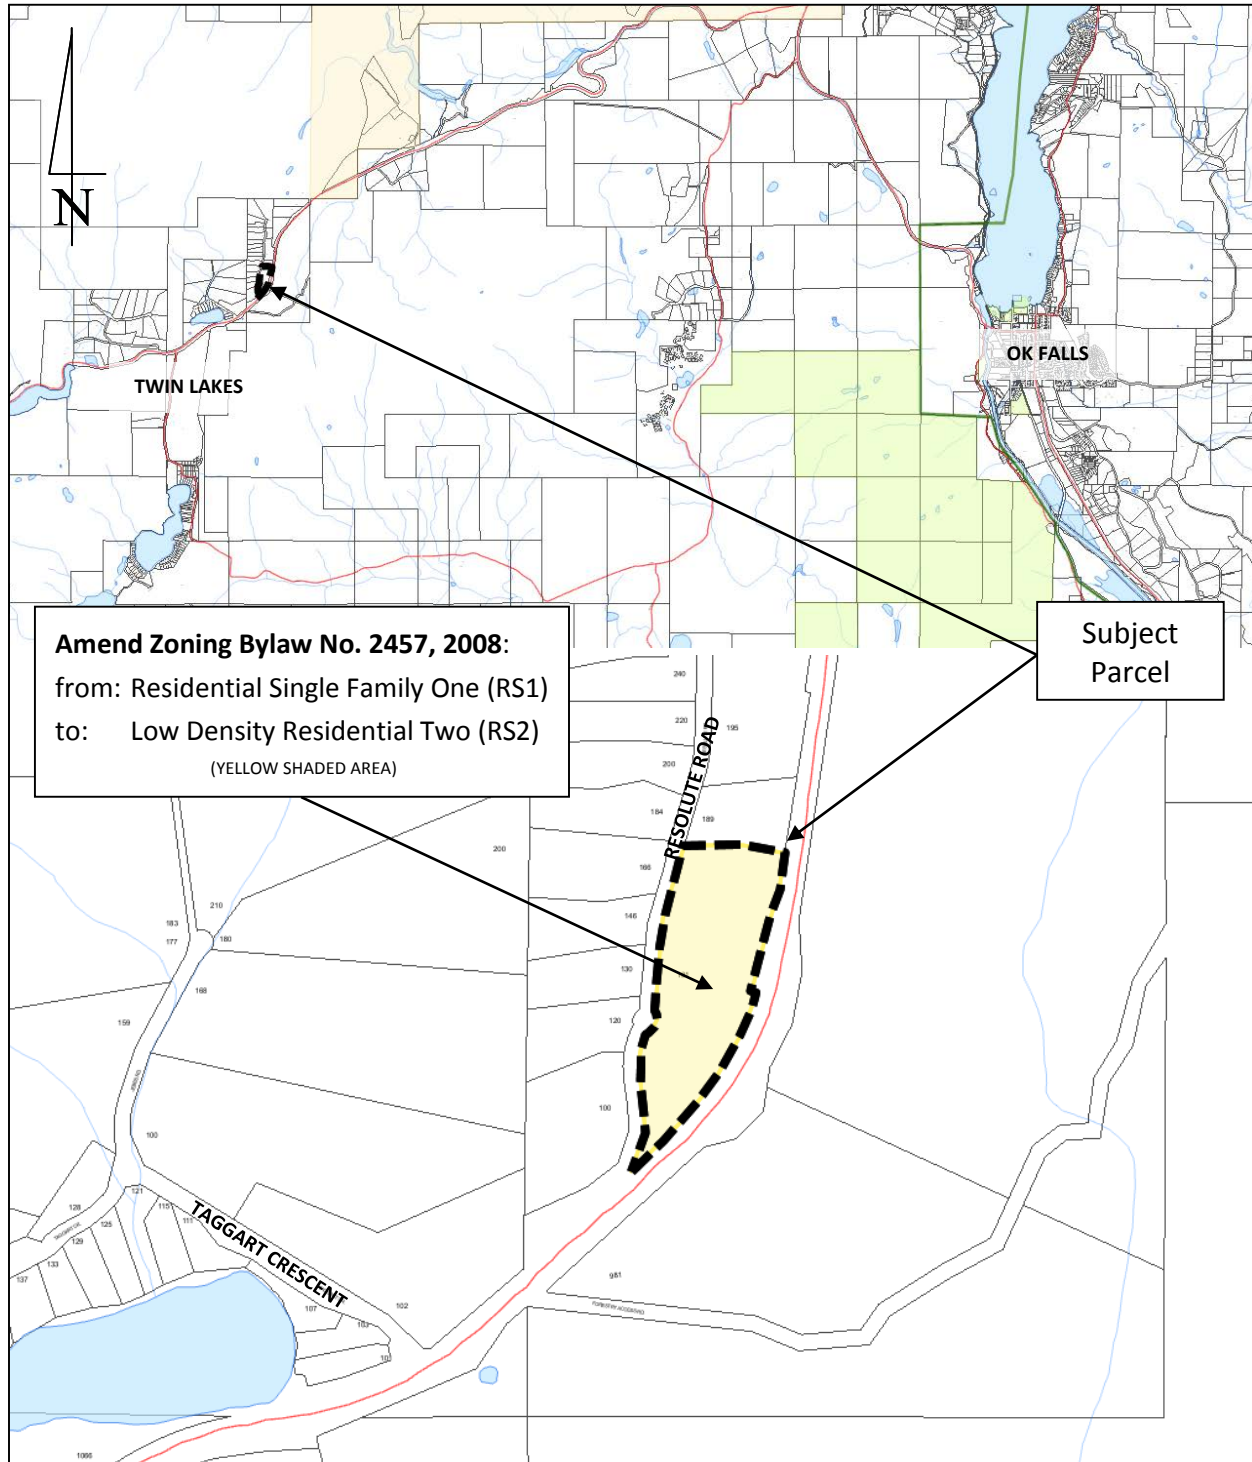 N
TWIN LAKES
OK FALLS
Amend Zoning Bylaw No. 2457, 2008:
from: Residential Single Family One (RS1)
to: Low Density Residential Two (RS2)
(YELLOW SHADED AREA)
Subject
Parcel
240
220
195
200
RESOLUTE ROAD
184
189
200
166
146
210
183
177
180
130
168
120
159
100
100
121
115
111
128
125
129
133
137
TAGGART CRESCENT
107
102
981
1066